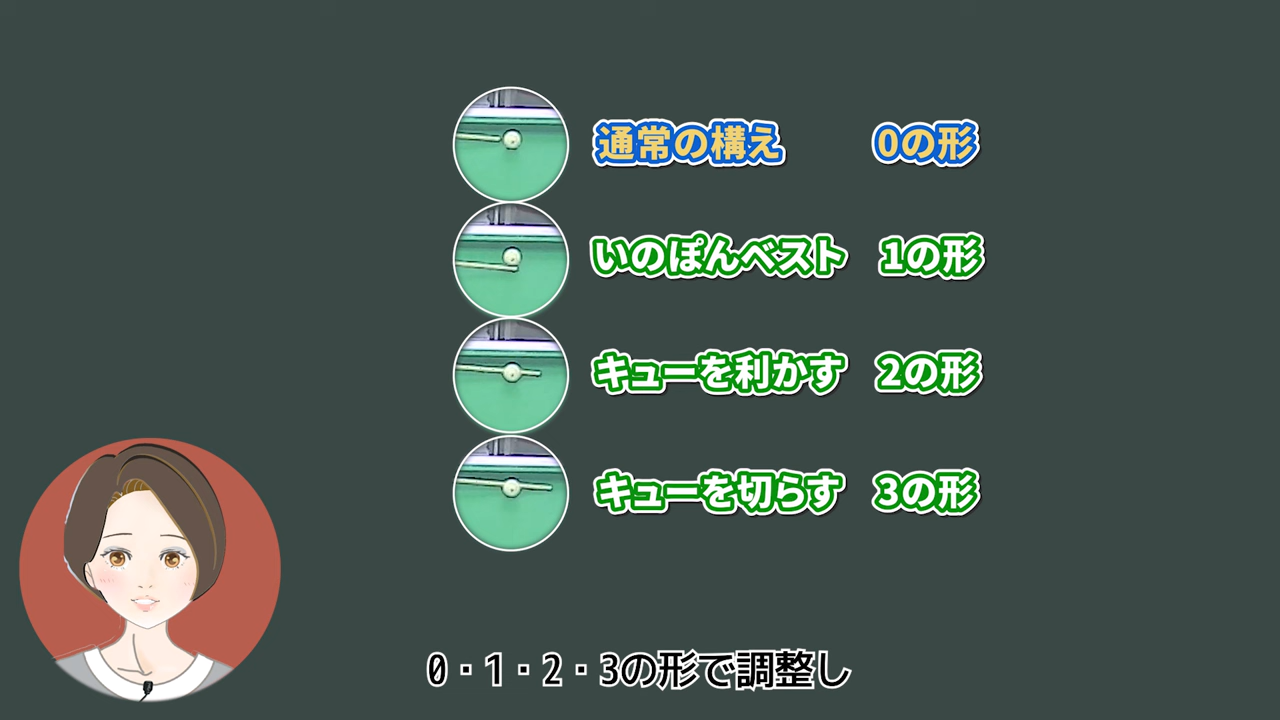 通常の構え 0の形
いのぽんベスト 1の形
キューを利かす 2の形
キューを切らす 3の形
0・1・2・3の形で調整し